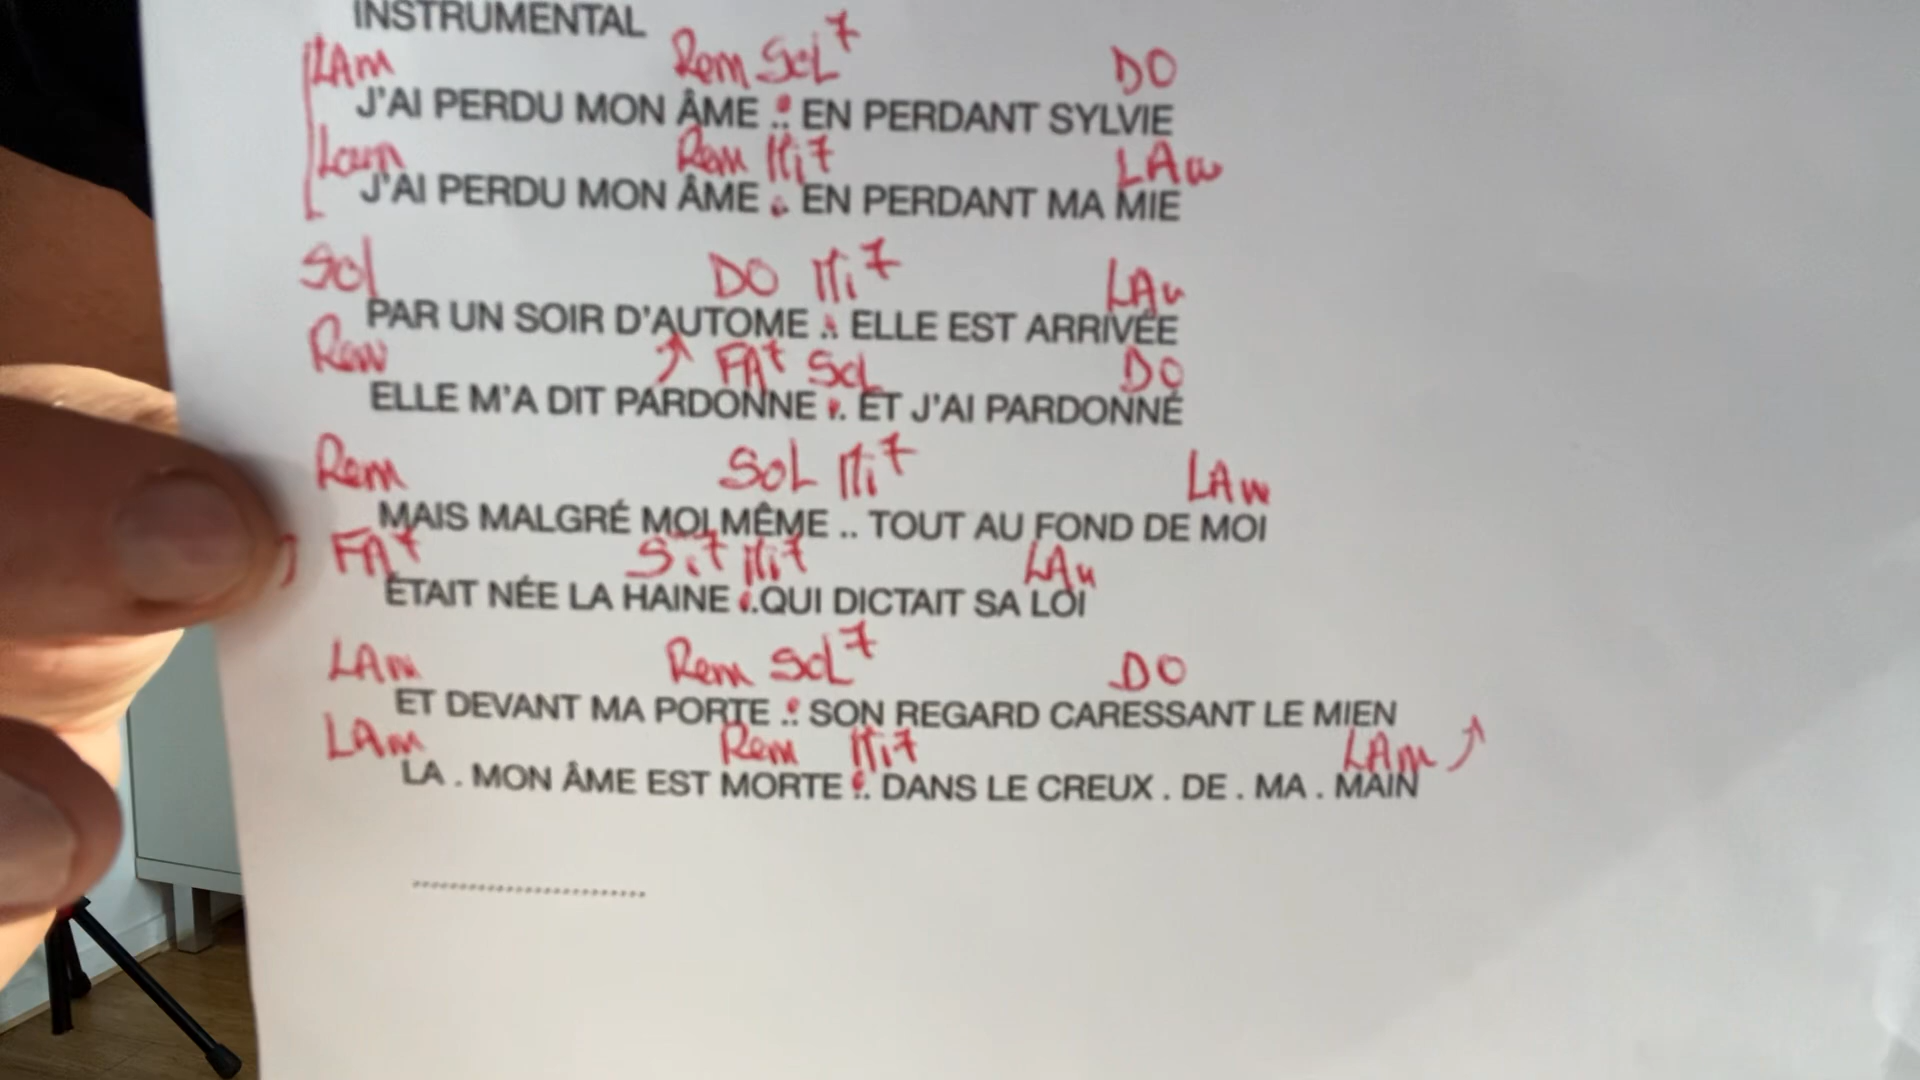 INSTRUMENTAL
LAm Rem SoL7 DO
J'AI PERDU MON ÂME .. EN PERDANT SYLVIE
Lam Rem Mi7 LAm
J'AI PERDU MON ÂME . EN PERDANT MA MIE
Sol DO Mi7 LAm
PAR UN SOIR D'AUTOME .. ELLE EST ARRIVÉE
Rem FA7 SoL DO
ELLE M'A DIT PARDONNE .. ET J'AI PARDONNÉ
Rem SoL Mi7 LAm
MAIS MALGRÉ MOI MÊME .. TOUT AU FOND DE MOI
FA7 Si7 Mi7 LAm
ÉTAIT NÉE LA HAINE ..QUI DICTAIT SA LOI
LAm Rem SoL7 DO
ET DEVANT MA PORTE .. SON REGARD CARESSANT LE MIEN
LAm Rem Mi7 LAm
LA . MON ÂME EST MORTE .. DANS LE CREUX . DE . MA . MAIN
........................